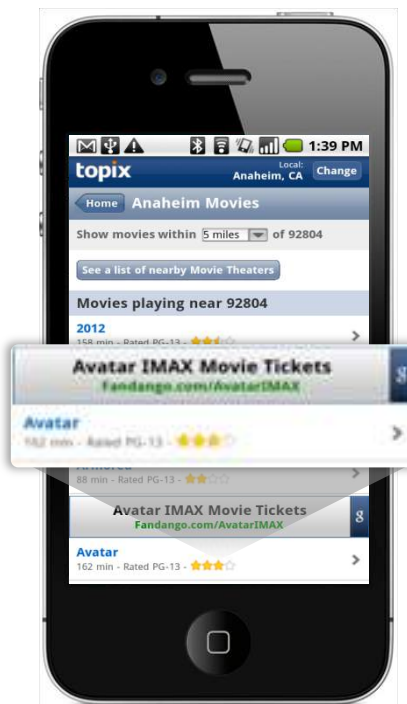 1:39 PM
topix
Local:
Anaheim, CA
Change
Home
Anaheim Movies
Show movies within 5 miles of 92804
See a list of nearby Movie Theaters
Movies playing near 92804
2012
158 min - Rated PG-13 -
Avatar IMAX Movie Tickets
Fandango.com/AvatarIMAX
g
Avatar
162 min - Rated PG-13 -
Armored
88 min - Rated PG-13 -
Avatar IMAX Movie Tickets
Fandango.com/AvatarIMAX
g
Avatar
162 min - Rated PG-13 -